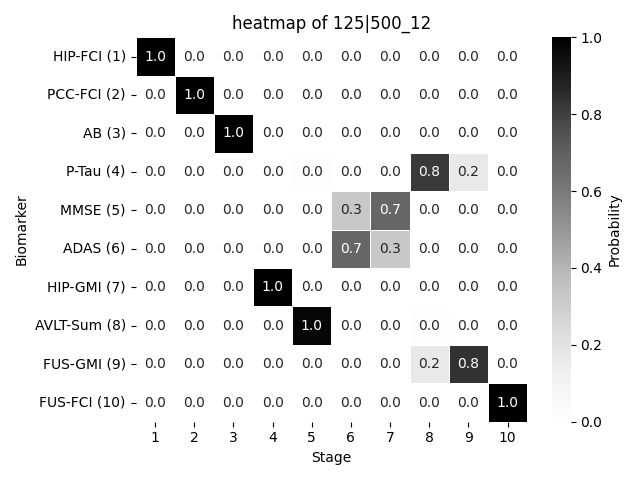 heatmap of 125|500_12
HIP-FCI (1) 1.0 0.0 0.0 0.0 0.0 0.0 0.0 0.0 0.0 0.0
PCC-FCI (2) 0.0 1.0 0.0 0.0 0.0 0.0 0.0 0.0 0.0 0.0
AB (3) 0.0 0.0 1.0 0.0 0.0 0.0 0.0 0.0 0.0 0.0
P-Tau (4) 0.0 0.0 0.0 0.0 0.0 0.0 0.0 0.8 0.2 0.0
MMSE (5) 0.0 0.0 0.0 0.0 0.0 0.3 0.7 0.0 0.0 0.0
ADAS (6) 0.0 0.0 0.0 0.0 0.0 0.7 0.3 0.0 0.0 0.0
HIP-GMI (7) 0.0 0.0 0.0 1.0 0.0 0.0 0.0 0.0 0.0 0.0
AVLT-Sum (8) 0.0 0.0 0.0 0.0 1.0 0.0 0.0 0.0 0.0 0.0
FUS-GMI (9) 0.0 0.0 0.0 0.0 0.0 0.0 0.0 0.2 0.8 0.0
FUS-FCI (10) 0.0 0.0 0.0 0.0 0.0 0.0 0.0 0.0 0.0 1.0
1 2 3 4 5 6 7 8 9 10
Stage
Biomarker
1.0
0.8
0.6
0.4
0.2
0.0
Probability